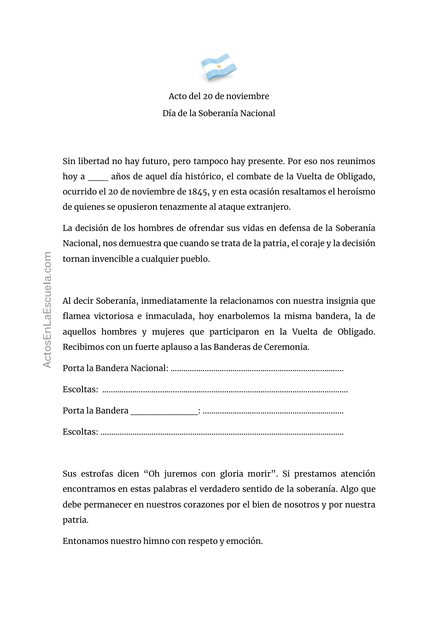 Acto del 20 de noviembre
Día de la Soberanía Nacional
Sin libertad no hay futuro, pero tampoco hay presente. Por eso nos reunimos
hoy a ____ años de aquel día histórico, el combate de la Vuelta de Obligado,
ocurrido el 20 de noviembre de 1845, y en esta ocasión resaltamos el heroísmo
de quienes se opusieron tenazmente al ataque extranjero.
La decisión de los hombres de ofrendar sus vidas en defensa de la Soberanía
Nacional, nos demuestra que cuando se trata de la patria, el coraje y la decisión
tornan invencible a cualquier pueblo.
ActosEnLaEscuela.com
Al decir Soberanía, inmediatamente la relacionamos con nuestra insignia que
flamea victoriosa e inmaculada, hoy enarbolemos la misma bandera, la de
aquellos hombres y mujeres que participaron en la Vuelta de Obligado.
Recibimos con un fuerte aplauso a las Banderas de Ceremonia.
Porta la Bandera Nacional: ......................................................................
Escoltas: ....................................................................................................
Porta la Bandera ______________: .........................................................
Escoltas: ...................................................................................................
Sus estrofas dicen “Oh juremos con gloria morir”. Si prestamos atención
encontramos en estas palabras el verdadero sentido de la soberanía. Algo que
debe permanecer en nuestros corazones por el bien de nosotros y por nuestra
patria.
Entonamos nuestro himno con respeto y emoción.